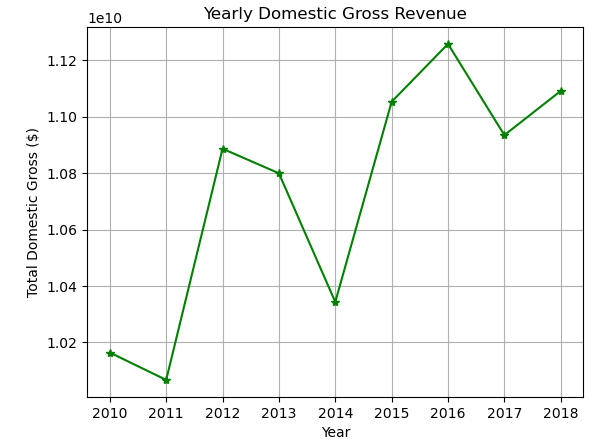 Yearly Domestic Gross Revenue
1e10
Total Domestic Gross ($)
1.12
1.10
1.08
1.06
1.04
1.02
2010 2011 2012 2013 2014 2015 2016 2017 2018
Year